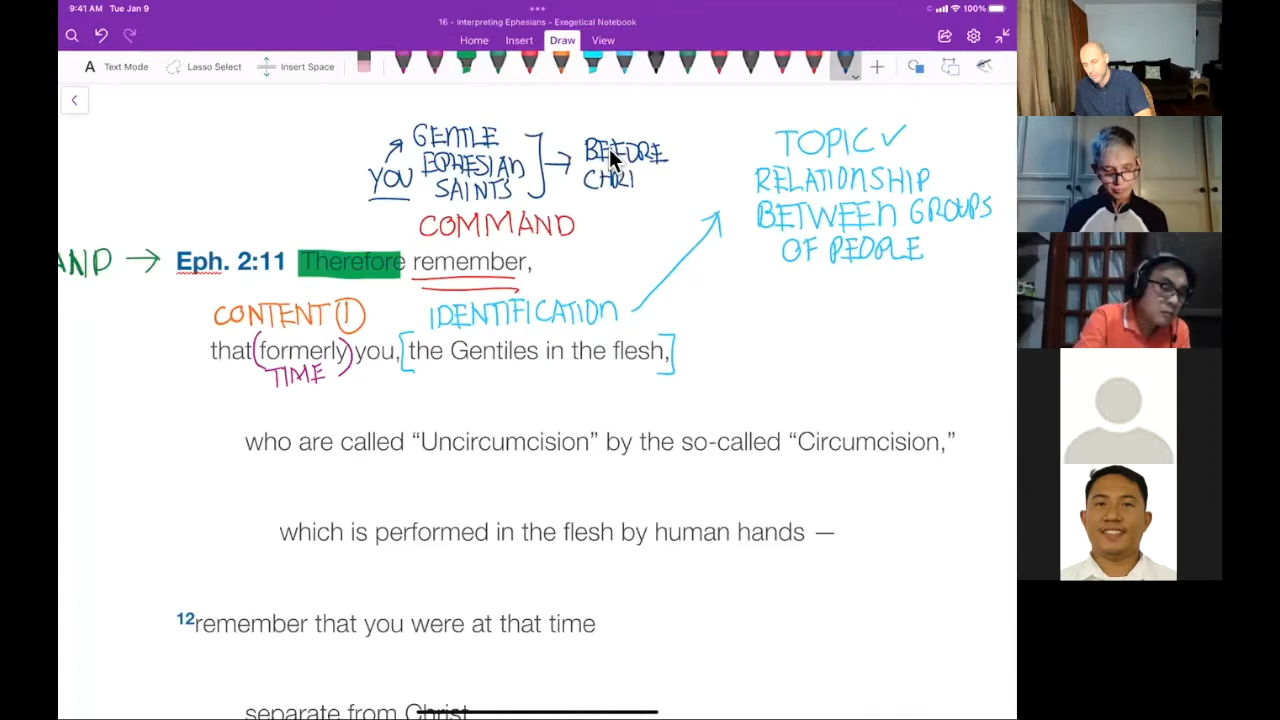 9:41 AM Tue Jan 9
100%
16 - Interpreting Ephesians - Exegetical Notebook
Home Insert Draw View
A Text Mode Lasso Select Insert Space
GENTLE
YOU EPHESIAN
SAINTS
BEFORE
CHRI
TOPIC ✓
RELATIONSHIP
BETWEEN GROUPS
OF PEOPLE
COMMAND
AND → Eph. 2:11 Therefore remember,
CONTENT ① IDENTIFICATION
that (formerly) you, [the Gentiles in the flesh,]
TIME
who are called “Uncircumcision” by the so-called “Circumcision,”
which is performed in the flesh by human hands —
12remember that you were at that time
separate from Christ